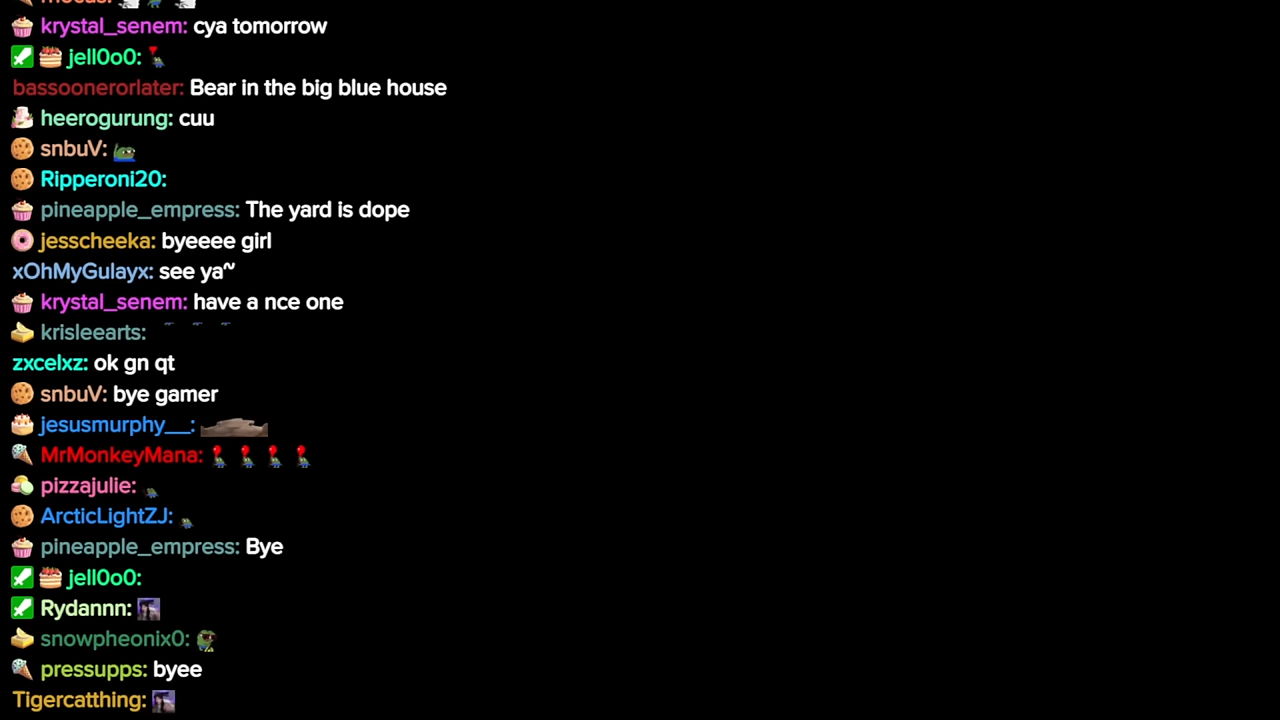 krystal_senem: cya tomorrow
jell0o0:
bassoonerorlater: Bear in the big blue house
heerogurung: cuu
snbuV:
Ripperoni20:
pineapple_empress: The yard is dope
jesscheeka: byeeee girl
xOhMyGulayx: see ya~
krystal_senem: have a nce one
krisleearts:
zxcelxz: ok gn qt
snbuV: bye gamer
jesusmurphy__:
MrMonkeyMana:
pizzajulie:
ArcticLightZJ:
pineapple_empress: Bye
jell0o0:
Rydannn:
snowpheonix0:
pressupps: byee
Tigercatthing: